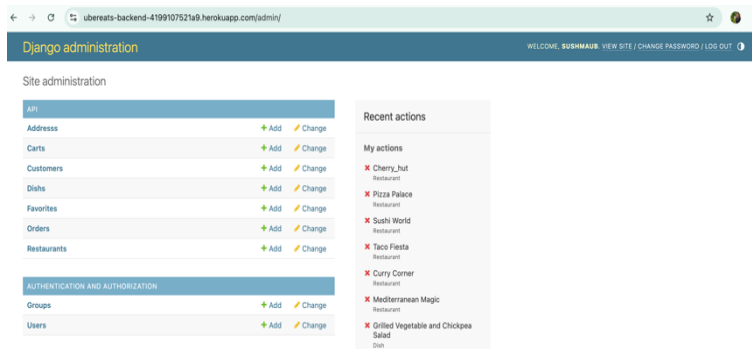 ubereats-backend-4199107521a9.herokuapp.com/admin/
Django administration
WELCOME, SUSHMAUB. VIEW SITE / CHANGE PASSWORD / LOG OUT
Site administration
API
Addresss + Add Change
Carts + Add Change
Customers + Add Change
Dishs + Add Change
Favorites + Add Change
Orders + Add Change
Restaurants + Add Change
AUTHENTICATION AND AUTHORIZATION
Groups + Add Change
Users + Add Change
Recent actions
My actions
Cherry_hut
Restaurant
Pizza Palace
Restaurant
Sushi World
Restaurant
Taco Fiesta
Restaurant
Curry Corner
Restaurant
Mediterranean Magic
Restaurant
Grilled Vegetable and Chickpea
Salad
Dish